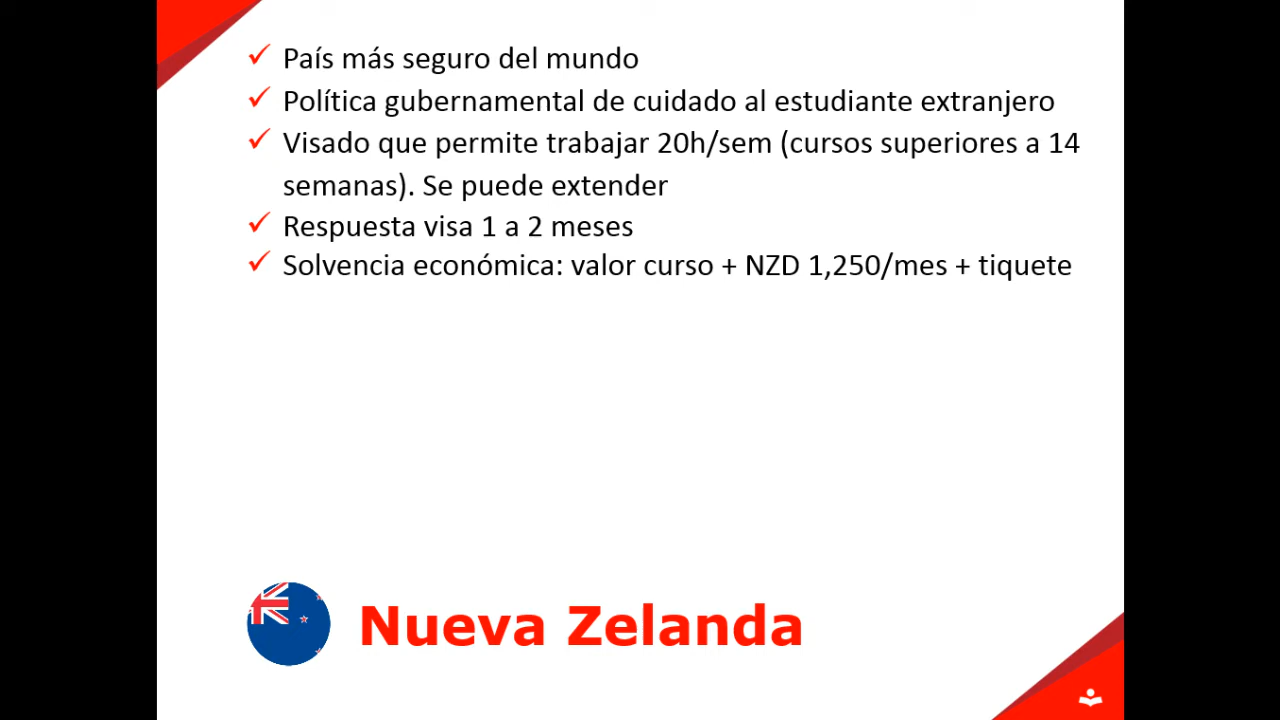 País más seguro del mundo
Política gubernamental de cuidado al estudiante extranjero
Visado que permite trabajar 20h/sem (cursos superiores a 14
semanas). Se puede extender
Respuesta visa 1 a 2 meses
Solvencia económica: valor curso + NZD 1,250/mes + tiquete
Nueva Zelanda